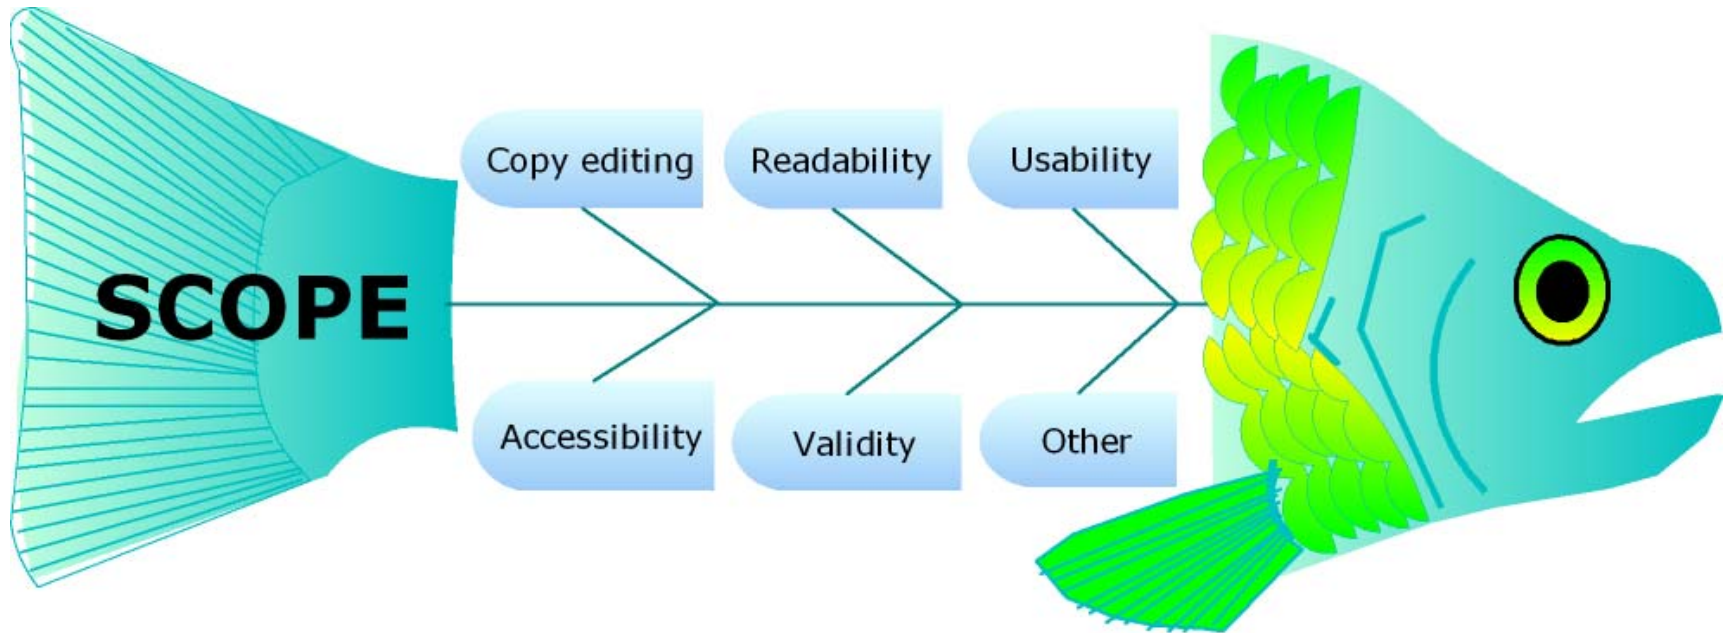 Copy editing
Readability
Usability
SCOPE
Accessibility
Validity
Other